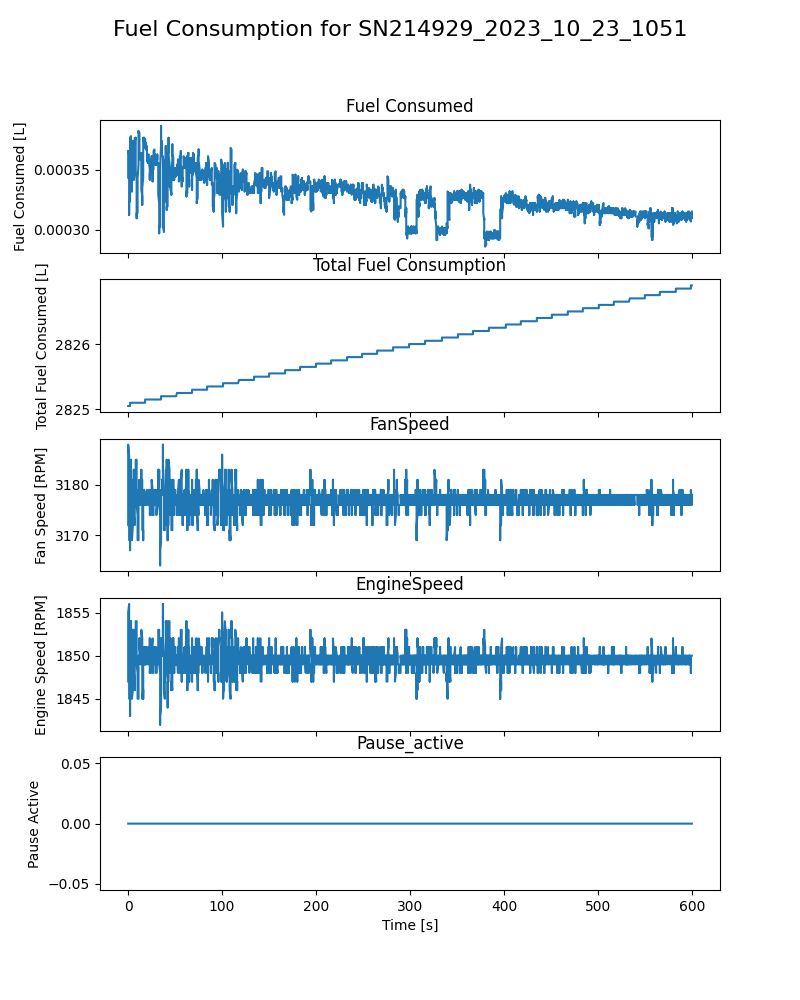 Fuel Consumption for SN214929_2023_10_23_1051
Fuel Consumed
Fuel Consumed [L]
0.00035
0.00030
Total Fuel Consumption
Total Fuel Consumed [L]
2826
2825
FanSpeed
Fan Speed [RPM]
3180
3170
EngineSpeed
Engine Speed [RPM]
1855
1850
1845
Pause_active
Pause Active
0.05
0.00
−0.05
0 100 200 300 400 500 600
Time [s]